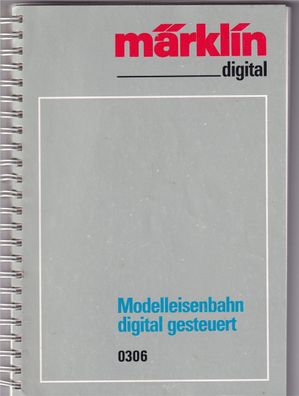 märklin
digital
Modelleisenbahn
digital gesteuert
0306